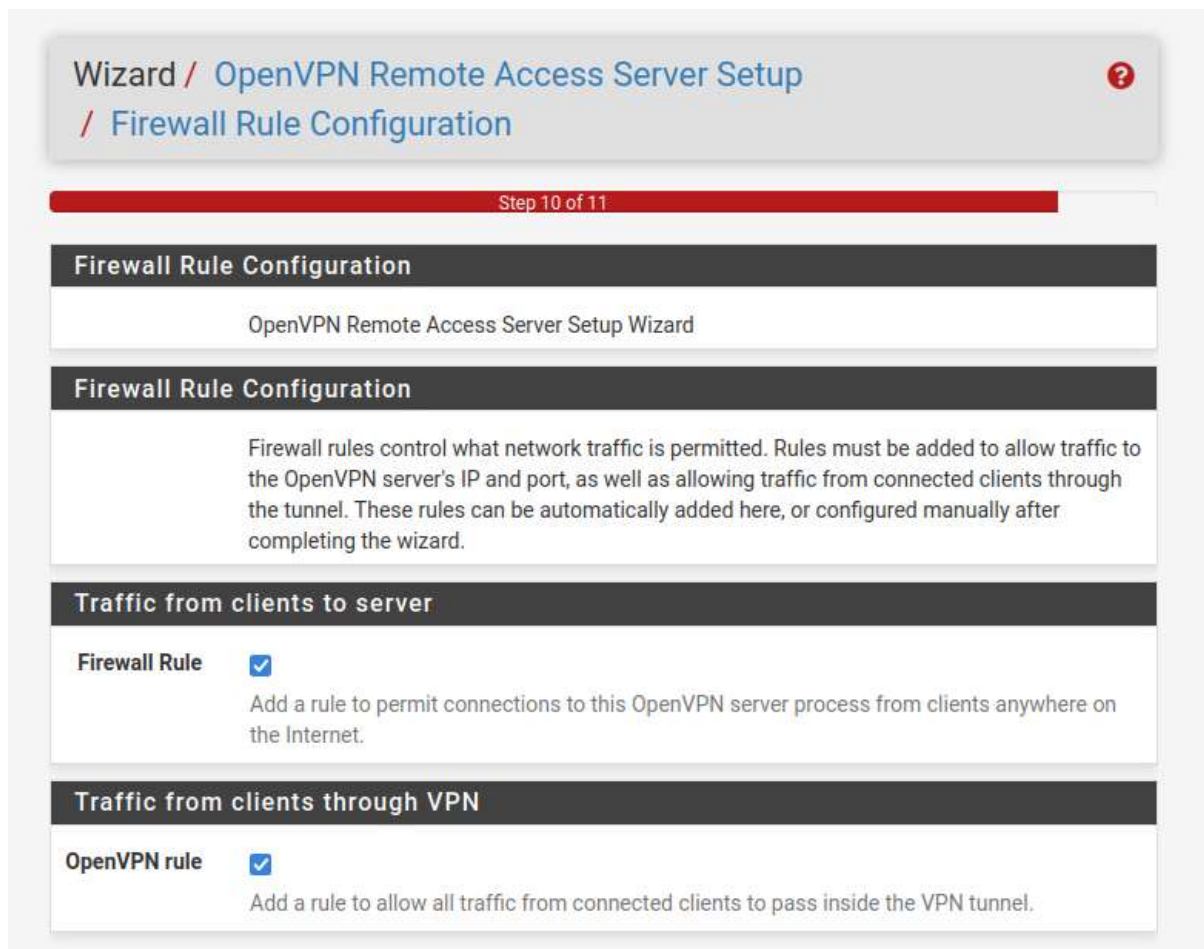 Wizard / OpenVPN Remote Access Server Setup
/ Firewall Rule Configuration
Step 10 of 11
Firewall Rule Configuration
OpenVPN Remote Access Server Setup Wizard
Firewall Rule Configuration
Firewall rules control what network traffic is permitted. Rules must be added to allow traffic to
the OpenVPN server's IP and port, as well as allowing traffic from connected clients through
the tunnel. These rules can be automatically added here, or configured manually after
completing the wizard.
Traffic from clients to server
Firewall Rule
Add a rule to permit connections to this OpenVPN server process from clients anywhere on
the Internet.
Traffic from clients through VPN
OpenVPN rule
Add a rule to allow all traffic from connected clients to pass inside the VPN tunnel.